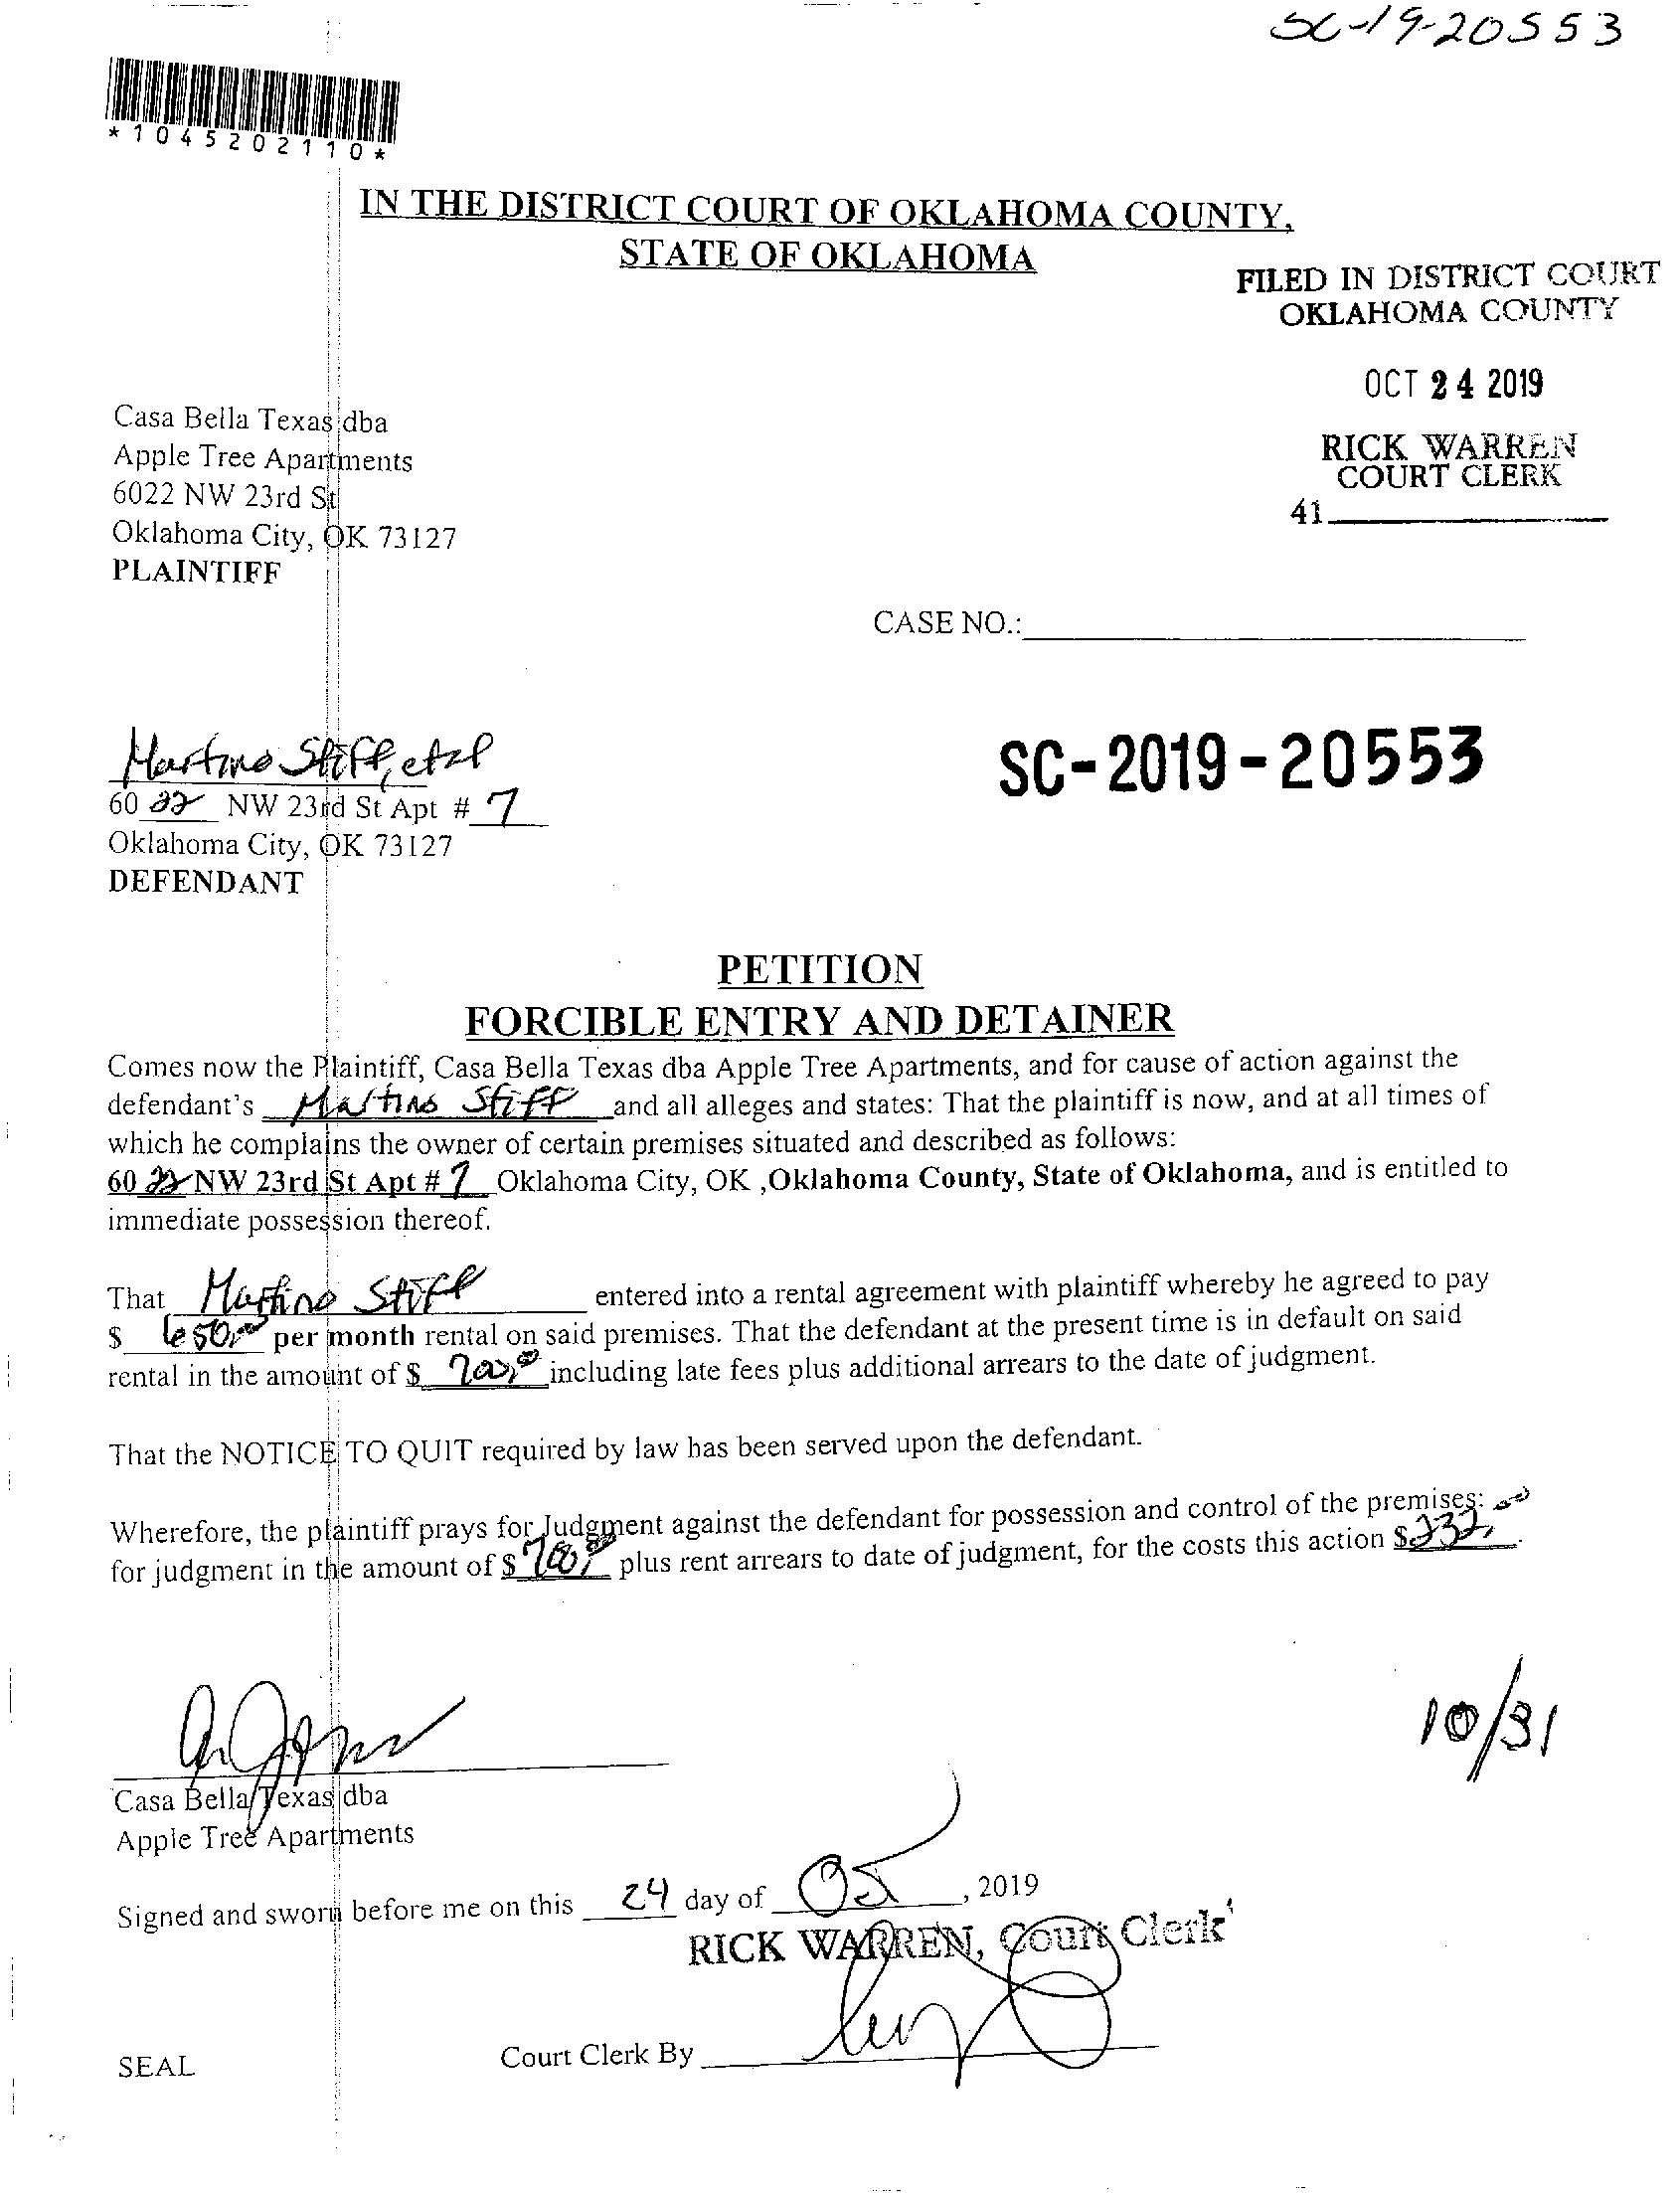 SC-19-20553
*1045202110*
IN THE DISTRICT COURT OF OKLAHOMA COUNTY,
STATE OF OKLAHOMA
FILED IN DISTRICT COURT
OKLAHOMA COUNTY
OCT 24 2019
RICK WARREN
COURT CLERK
41
Casa Bella Texas dba
Apple Tree Apartments
6022 NW 23rd St
Oklahoma City, OK 73127
PLAINTIFF
CASE NO.:
SC-2019-20553
Martino Stiff, etal
6022 NW 23rd St Apt # 7
Oklahoma City, OK 73127
DEFENDANT
PETITION
FORCIBLE ENTRY AND DETAINER
Comes now the Plaintiff, Casa Bella Texas dba Apple Tree Apartments, and for cause of action against the
defendant's Martino Stiff and all alleges and states: That the plaintiff is now, and at all times of
which he complains the owner of certain premises situated and described as follows:
6022 NW 23rd St Apt # 7 Oklahoma City, OK ,Oklahoma County, State of Oklahoma, and is entitled to
immediate possession thereof.
That Martino Stiff entered into a rental agreement with plaintiff whereby he agreed to pay
$ 650,00 per month rental on said premises. That the defendant at the present time is in default on said
rental in the amount of $ 700,00 including late fees plus additional arrears to the date of judgment.
That the NOTICE TO QUIT required by law has been served upon the defendant.
Wherefore, the plaintiff prays for Judgment against the defendant for possession and control of the premises:
for judgment in the amount of $ 700,00 plus rent arrears to date of judgment, for the costs this action $232,00.
10/31
Casa Bella Texas dba
Apple Tree Apartments
Signed and sworn before me on this 24 day of Oct, 2019
RICK WARREN, Court Clerk
Court Clerk By
SEAL